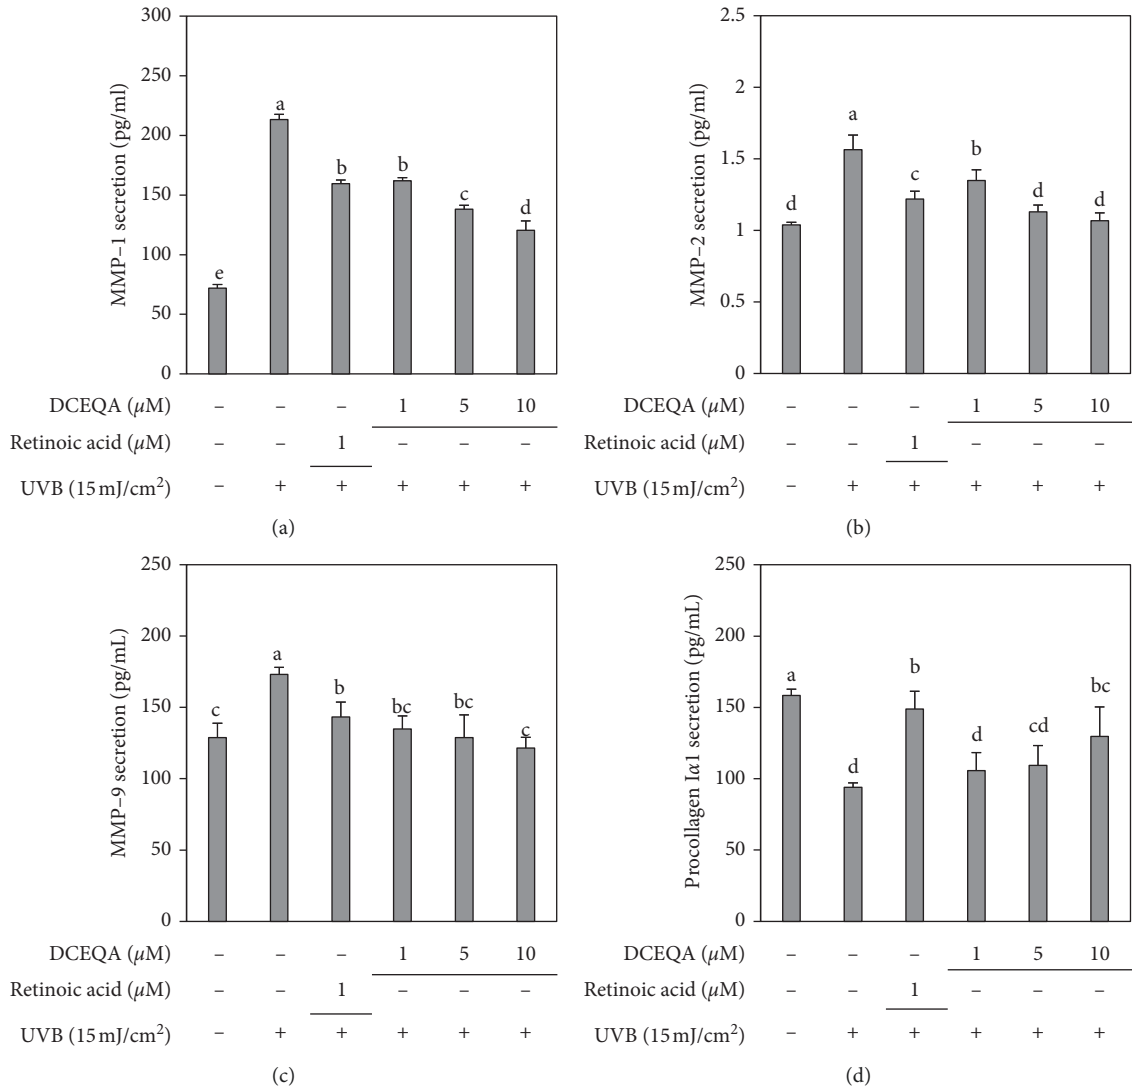 MMP–1 secretion (pg/ml)
300
250
200
150
100
50
0
e
a
b
b
c
d
DCEQA (µM) – – – 1 5 10
Retinoic acid (µM) 1 – – –
UVB (15 mJ/cm²) – + + + + +
(a)
MMP–2 secretion (pg/ml)
2.5
2
1.5
1
0.5
0
d
a
c
b
d
d
DCEQA (µM) – – – 1 5 10
Retinoic acid (µM) – – 1 – – –
UVB (15 mJ/cm²) – + + + + +
(b)
MMP–9 secretion (pg/mL)
250
200
150
100
50
0
c
a
b
bc
bc
c
DCEQA (µM) – – – 1 5 10
Retinoic acid (µM) – – 1 – – –
UVB (15 mJ/cm²) – + + + + +
(c)
Procollagen Iα1 secretion (pg/mL)
250
200
150
100
50
0
a
d
b
d
cd
bc
DCEQA (µM) – – – 1 5 10
Retinoic acid (µM) – – 1 – – –
UVB (15 mJ/cm²) – + + + + +
(d)